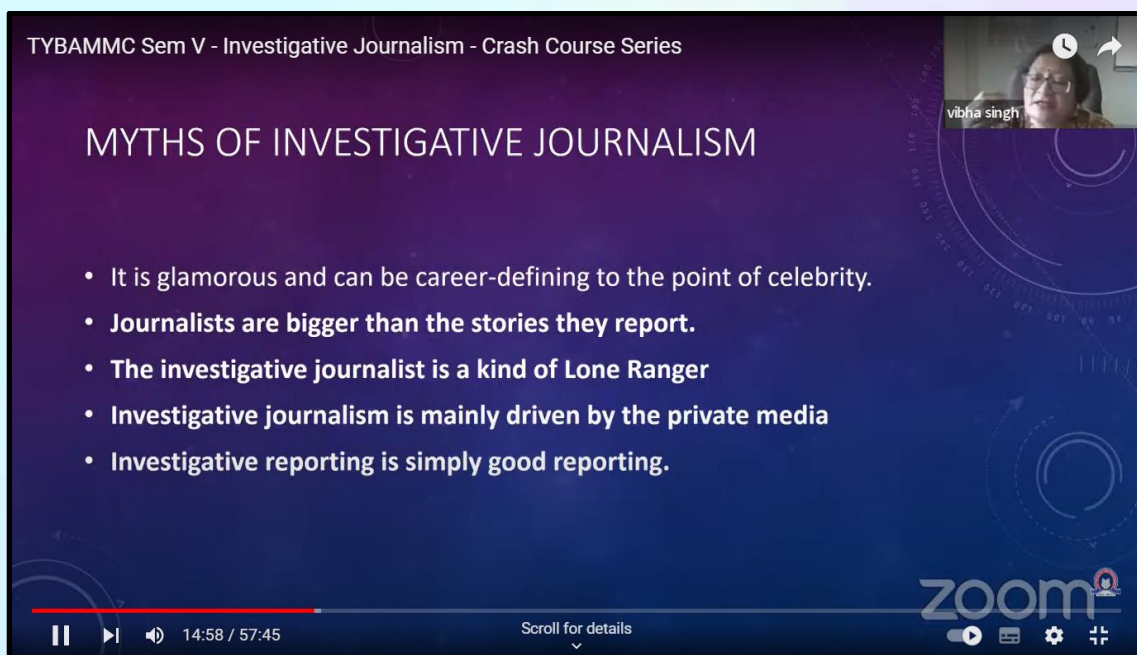 TYBAMMC Sem V - Investigative Journalism - Crash Course Series
vibha singh
MYTHS OF INVESTIGATIVE JOURNALISM
• It is glamorous and can be career-defining to the point of celebrity.
• Journalists are bigger than the stories they report.
• The investigative journalist is a kind of Lone Ranger
• Investigative journalism is mainly driven by the private media
• Investigative reporting is simply good reporting.
zoom
14:58 / 57:45
Scroll for details